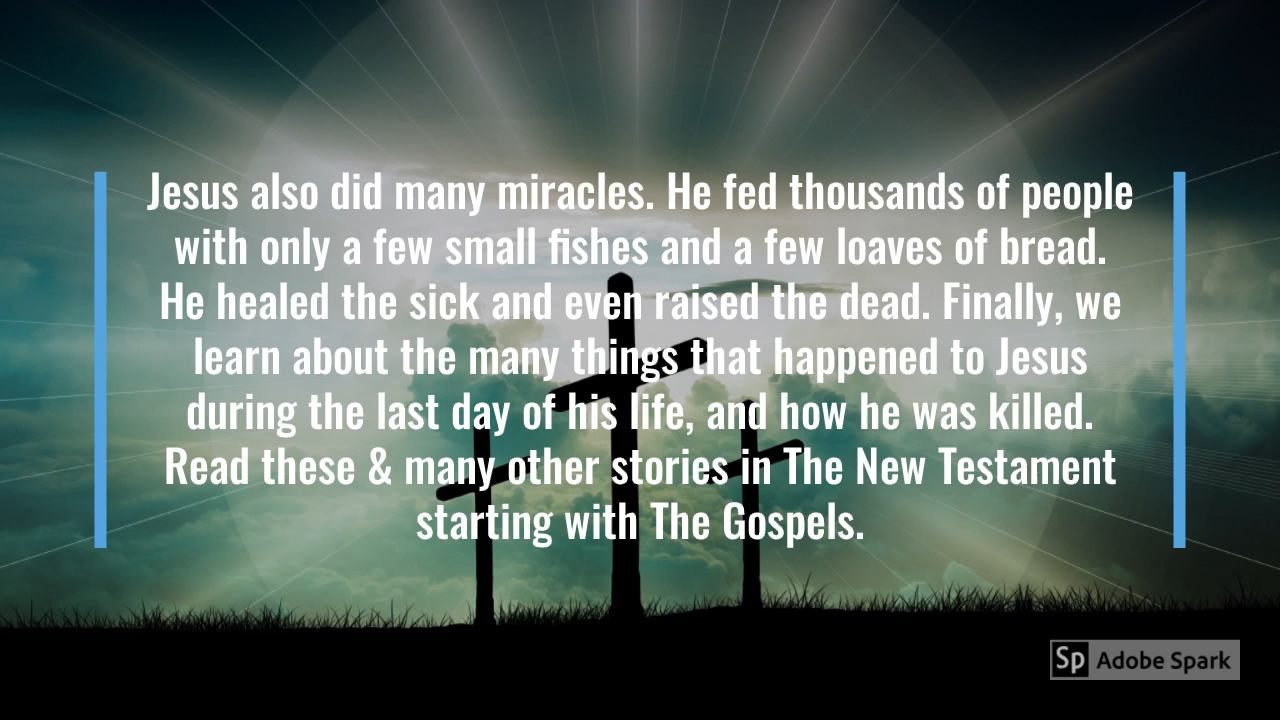 Jesus also did many miracles. He fed thousands of people
with only a few small fishes and a few loaves of bread.
He healed the sick and even raised the dead. Finally, we
learn about the many things that happened to Jesus
during the last day of his life, and how he was killed.
Read these & many other stories in The New Testament
starting with The Gospels.
Sp Adobe Spark